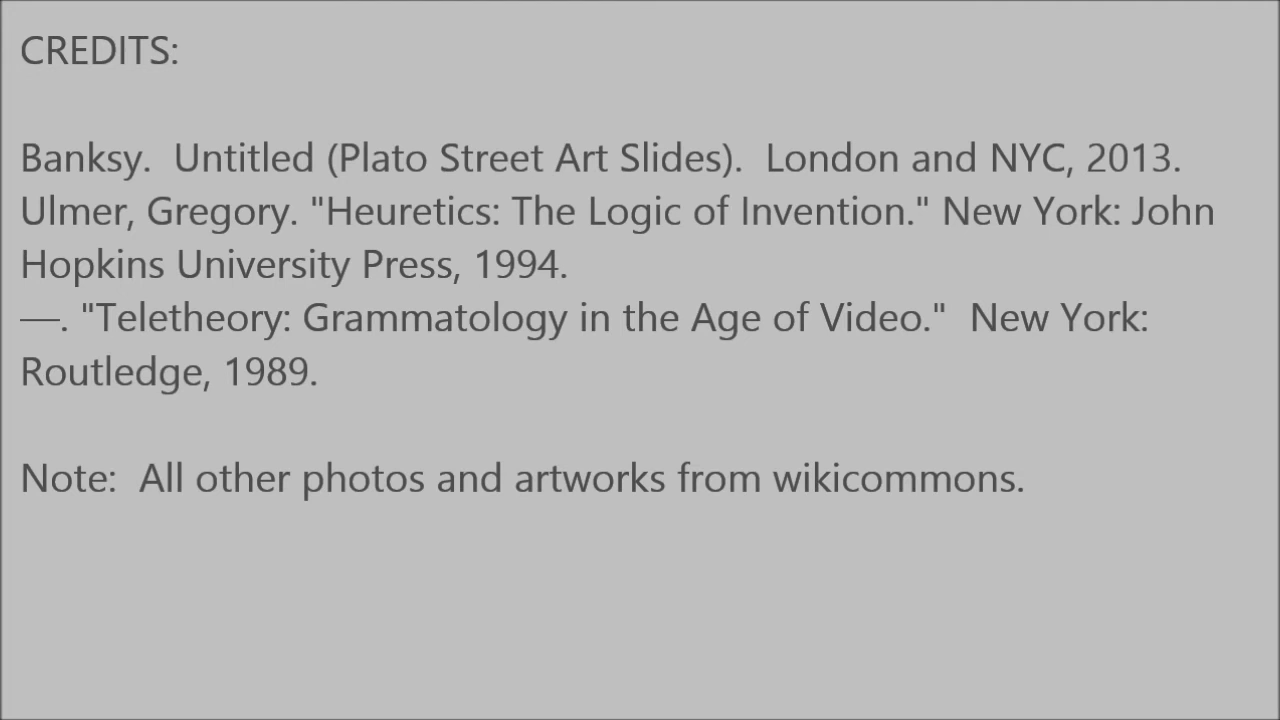 CREDITS:
Banksy.  Untitled (Plato Street Art Slides).  London and NYC, 2013.
Ulmer, Gregory. "Heuretics: The Logic of Invention." New York: John
Hopkins University Press, 1994.
—. "Teletheory: Grammatology in the Age of Video."  New York:
Routledge, 1989.
Note:  All other photos and artworks from wikicommons.